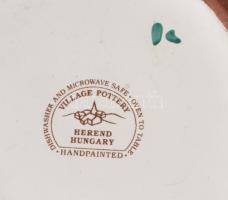 ·DISHWASHER AND MICROWAVE SAFE·OVEN TO TABLE·
VILLAGE POTTERY
HEREND
HUNGARY
·HANDPAINTED·